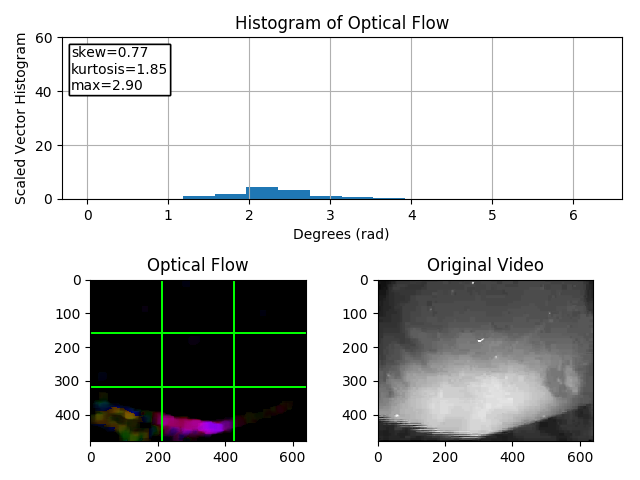 Histogram of Optical Flow
Scaled Vector Histogram
60
40
20
0
skew=0.77
kurtosis=1.85
max=2.90
0 1 2 3 4 5 6
Degrees (rad)
Optical Flow
0
100
200
300
400
0 200 400 600
Original Video
0
100
200
300
400
0 200 400 600